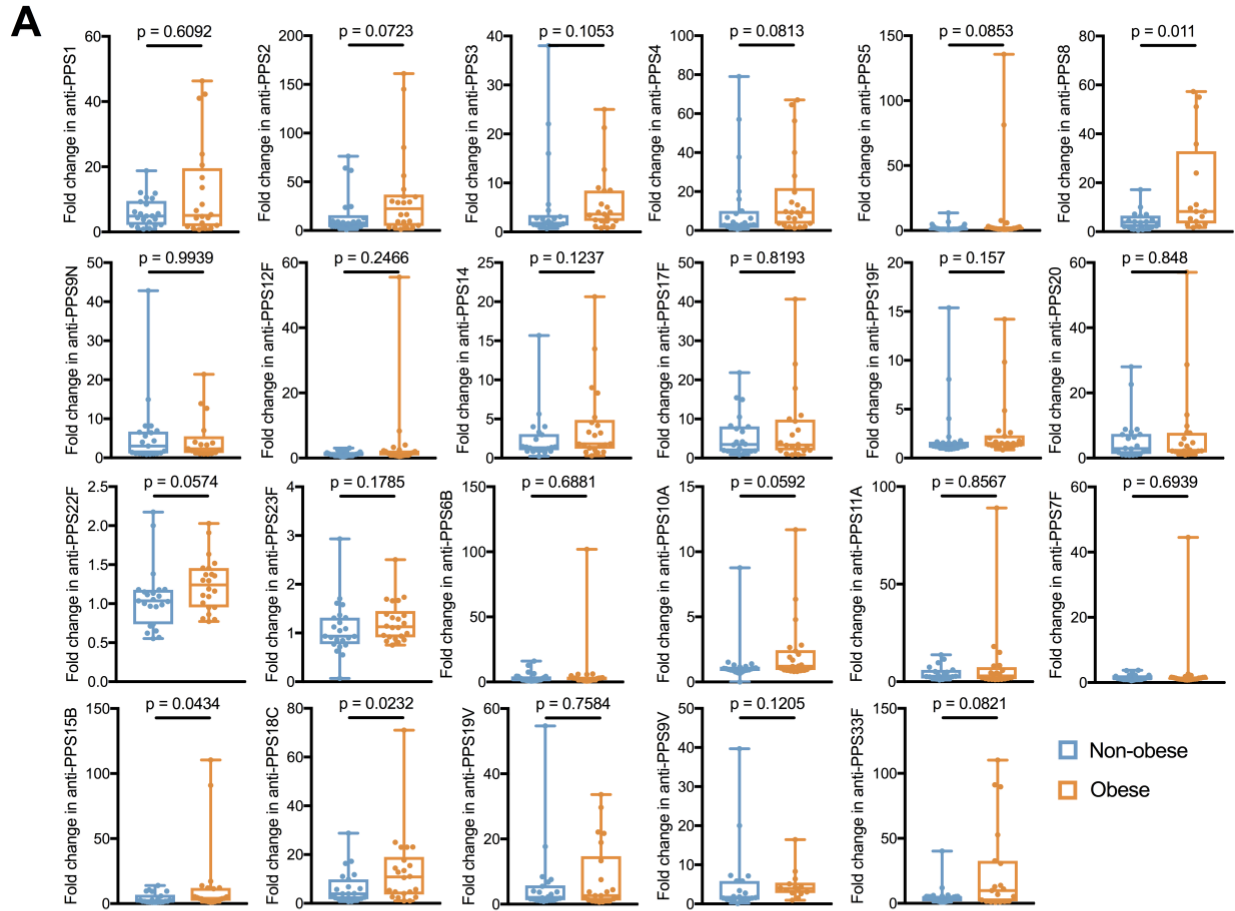 A
p = 0.6092
Fold change in anti-PPS1
60
40
20
0
p = 0.0723
Fold change in anti-PPS2
200
150
100
50
0
p = 0.1053
Fold change in anti-PPS3
40
30
20
10
0
p = 0.0813
Fold change in anti-PPS4
100
80
60
40
20
0
p = 0.0853
Fold change in anti-PPS5
150
100
50
0
p = 0.011
Fold change in anti-PPS8
80
60
40
20
0
p = 0.9939
Fold change in anti-PPS9N
50
40
30
20
10
0
p = 0.2466
Fold change in anti-PPS12F
60
40
20
0
p = 0.1237
Fold change in anti-PPS14
25
20
15
10
5
0
p = 0.8193
Fold change in anti-PPS17F
50
40
30
20
10
0
p = 0.157
Fold change in anti-PPS19F
20
15
10
5
0
p = 0.848
Fold change in anti-PPS20
60
40
20
0
p = 0.0574
Fold change in anti-PPS22F
2.5
2.0
1.5
1.0
0.5
0.0
p = 0.1785
Fold change in anti-PPS23F
4
3
2
1
0
p = 0.6881
Fold change in anti-PPS6B
150
100
50
0
p = 0.0592
Fold change in anti-PPS10A
15
10
5
0
p = 0.8567
Fold change in anti-PPS11A
100
50
0
p = 0.6939
Fold change in anti-PPS7F
60
40
20
0
p = 0.0434
Fold change in anti-PPS15B
150
100
50
0
p = 0.0232
Fold change in anti-PPS18C
80
60
40
20
0
p = 0.7584
Fold change in anti-PPS19V
60
40
20
0
p = 0.1205
Fold change in anti-PPS9V
50
40
30
20
10
0
p = 0.0821
Fold change in anti-PPS33F
150
100
50
0
Non-obese
Obese